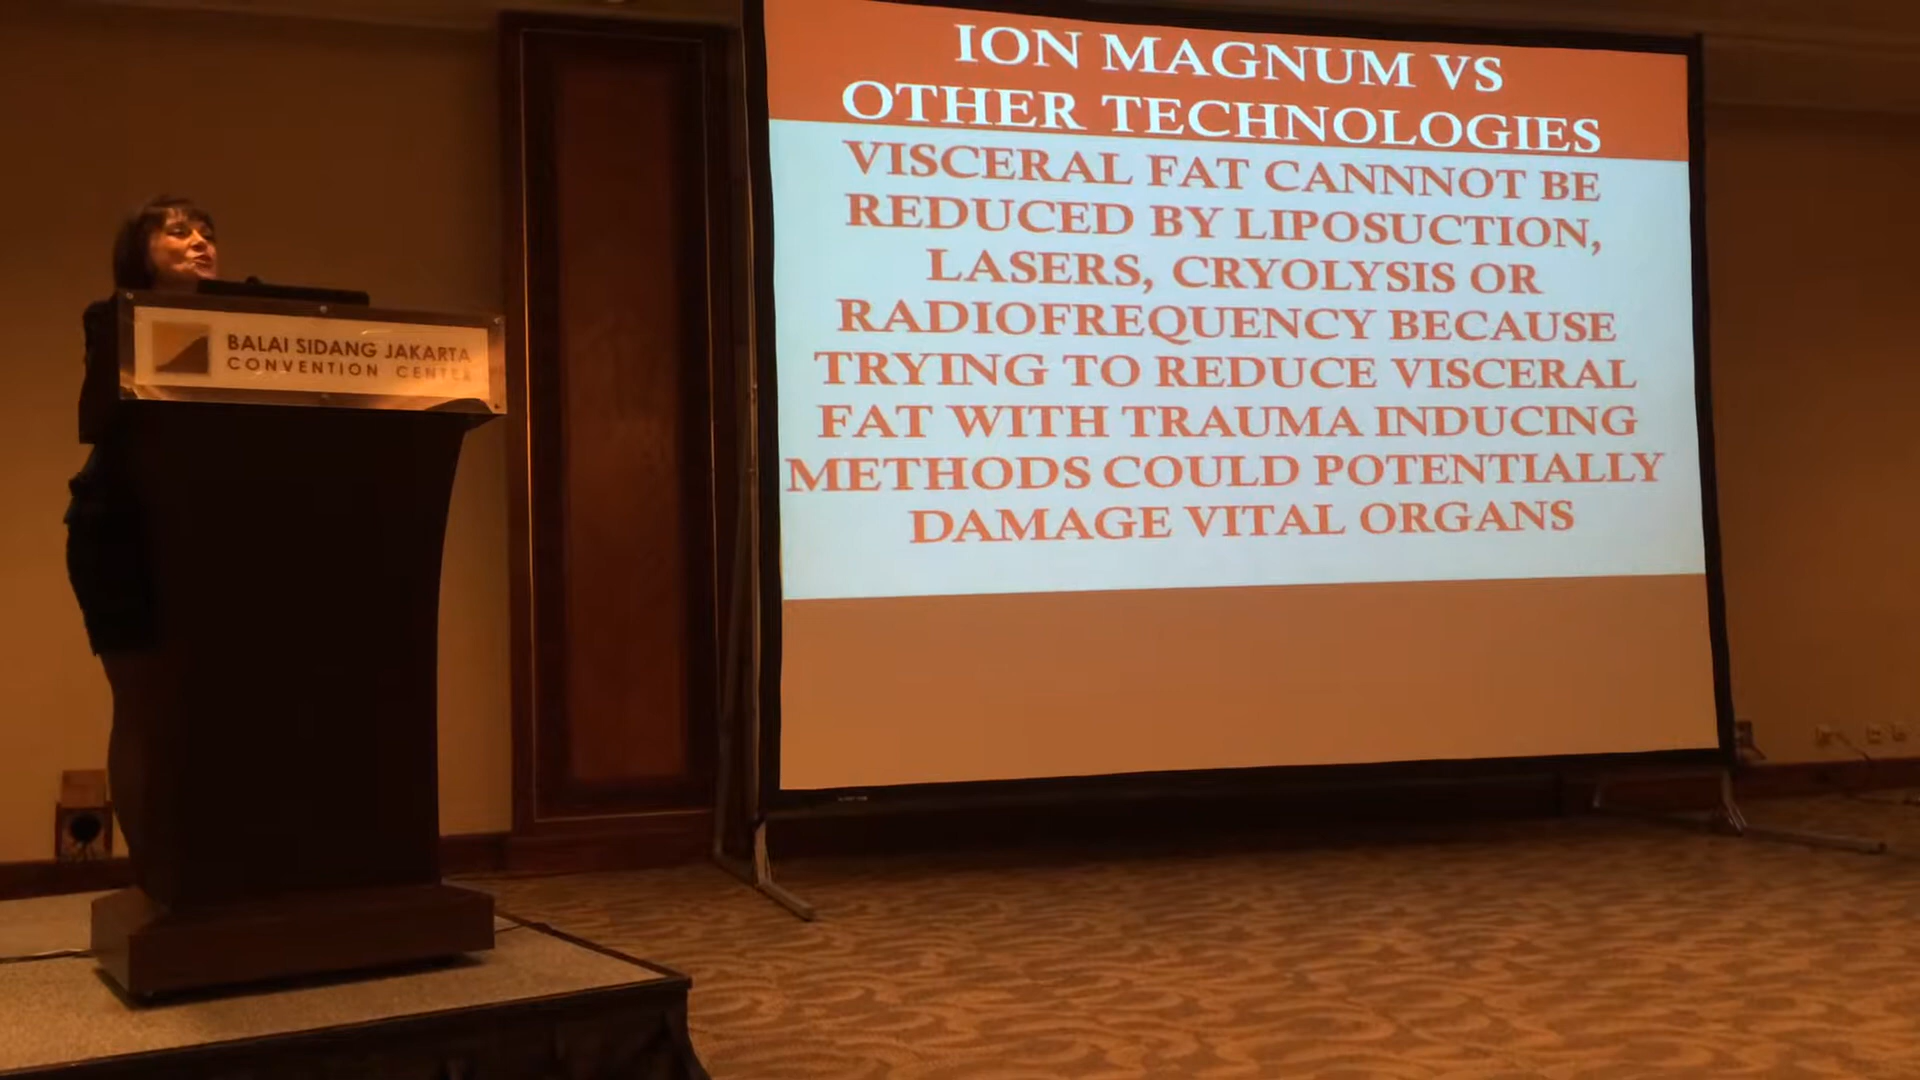 ION MAGNUM VS
OTHER TECHNOLOGIES
VISCERAL FAT CANNNOT BE
REDUCED BY LIPOSUCTION,
LASERS, CRYOLYSIS OR
RADIOFREQUENCY BECAUSE
TRYING TO REDUCE VISCERAL
FAT WITH TRAUMA INDUCING
METHODS COULD POTENTIALLY
DAMAGE VITAL ORGANS
BALAI SIDANG JAKARTA
CONVENTION CENTER